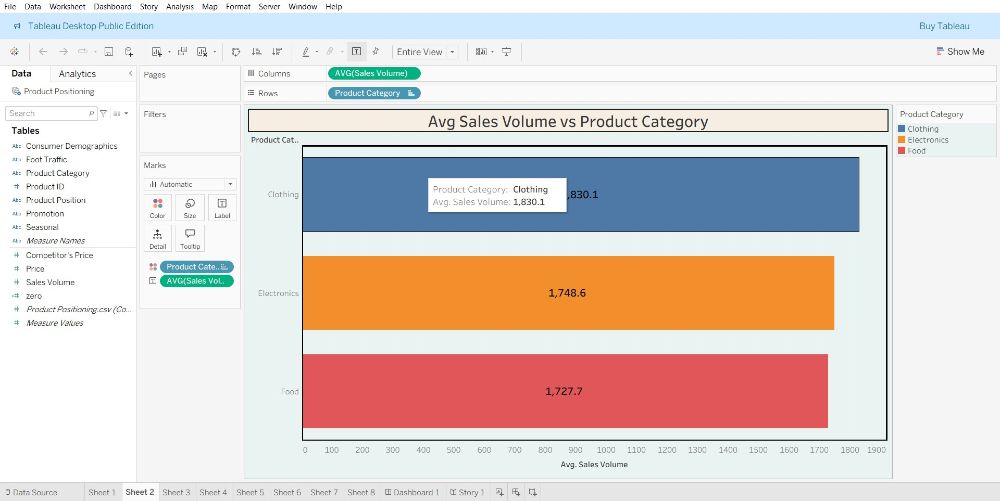 File Data Worksheet Dashboard Story Analysis Map Format Server Window Help
Tableau Desktop Public Edition
Buy Tableau
Entire View
Show Me
Data
Analytics
Product Positioning
Search
Tables
Abc Consumer Demographics
Abc Foot Traffic
Abc Product Category
# Product ID
Abc Product Position
Abc Promotion
Abc Seasonal
Abc Measure Names
# Competitor's Price
# Price
# Sales Volume
=# zero
# Product Positioning.csv (Co...
# Measure Values
Pages
Filters
Marks
Automatic
Color
Size
Label
Detail
Tooltip
Product Cate..
AVG(Sales Vol..
Columns
AVG(Sales Volume)
Rows
Product Category
Avg Sales Volume vs Product Category
Product Cat..
Clothing
Product Category: Clothing
Avg. Sales Volume: 1,830.1
,830.1
Electronics
1,748.6
Food
1,727.7
0 100 200 300 400 500 600 700 800 900 1000 1100 1200 1300 1400 1500 1600 1700 1800 1900
Avg. Sales Volume
Product Category
Clothing
Electronics
Food
Data Source
Sheet 1
Sheet 2
Sheet 3
Sheet 4
Sheet 5
Sheet 6
Sheet 7
Sheet 8
Dashboard 1
Story 1